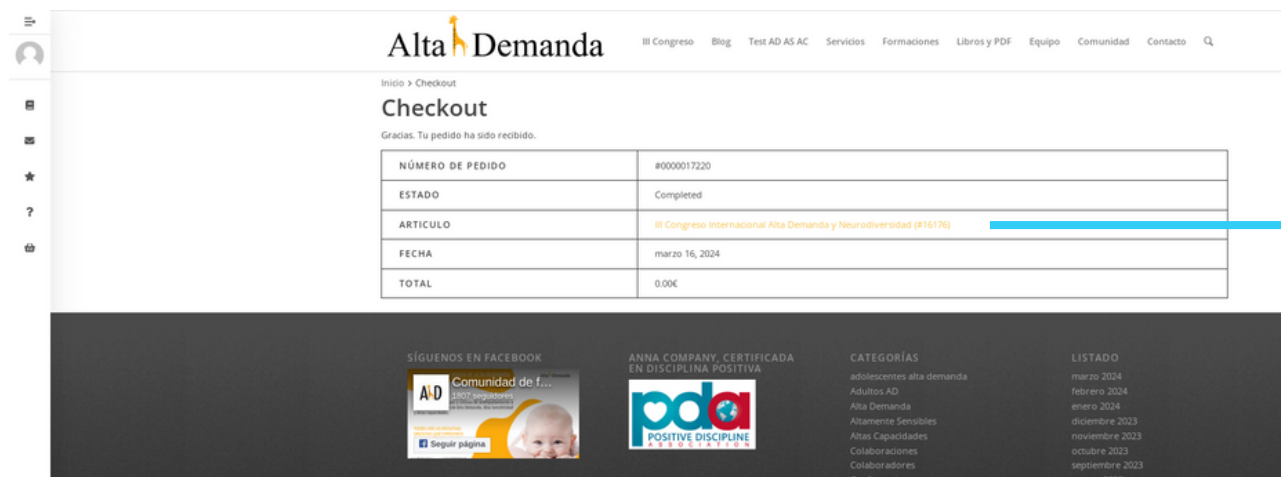 Alta Demanda
III Congreso Blog Test AD AS AC Servicios Formaciones Libros y PDF Equipo Comunidad Contacto
Inicio > Checkout
Checkout
Gracias. Tu pedido ha sido recibido.
NÚMERO DE PEDIDO #0000017220
ESTADO Completed
ARTICULO III Congreso Internacional Alta Demanda y Neurodiversidad (#16176)
FECHA marzo 16, 2024
TOTAL 0.00€
SÍGUENOS EN FACEBOOK
AD
Comunidad de f...
1807 seguidores
Seguir página
ANNA COMPANY, CERTIFICADA
EN DISCIPLINA POSITIVA
pda
POSITIVE DISCIPLINE
ASSOCIATION
CATEGORÍAS
adolescentes alta demanda
Adultos AD
Alta Demanda
Altamente Sensibles
Altas Capacidades
Colaboraciones
Colaboradores
LISTADO
marzo 2024
febrero 2024
enero 2024
diciembre 2023
noviembre 2023
octubre 2023
septiembre 2023